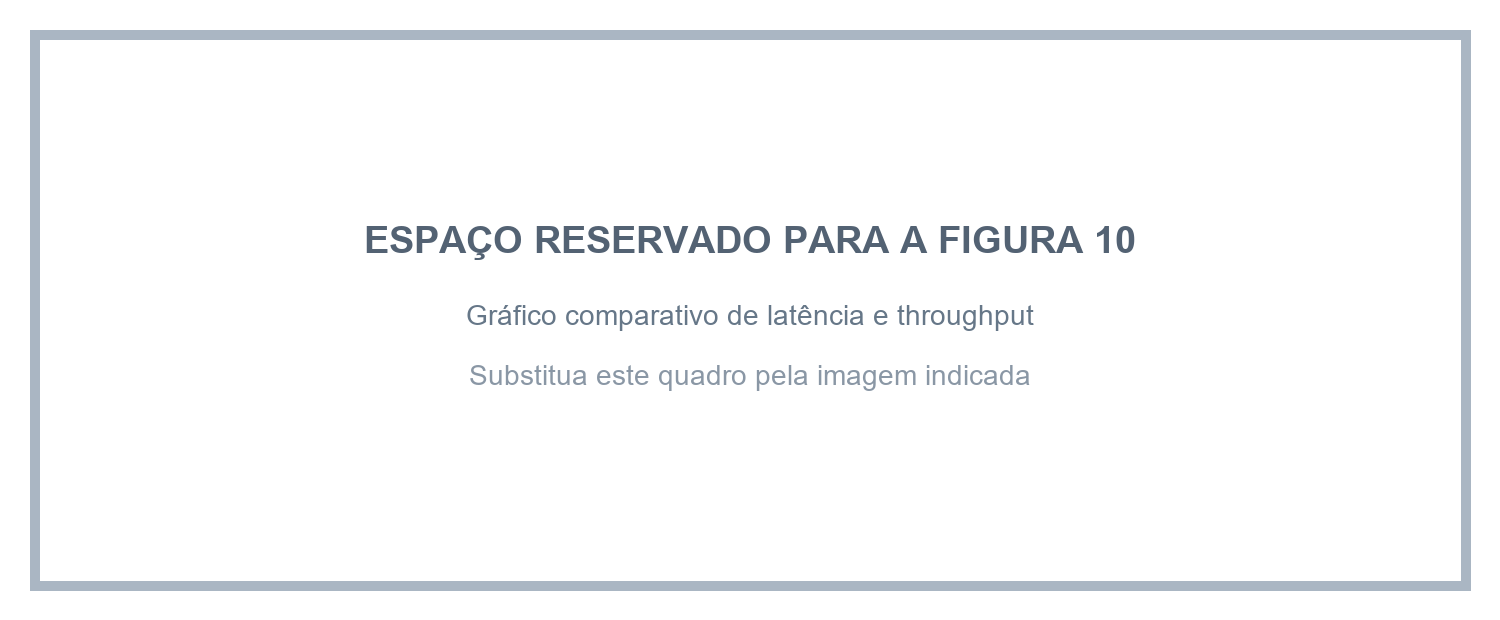 ESPAÇO RESERVADO PARA A FIGURA 10
Gráfico comparativo de latência e throughput
Substitua este quadro pela imagem indicada